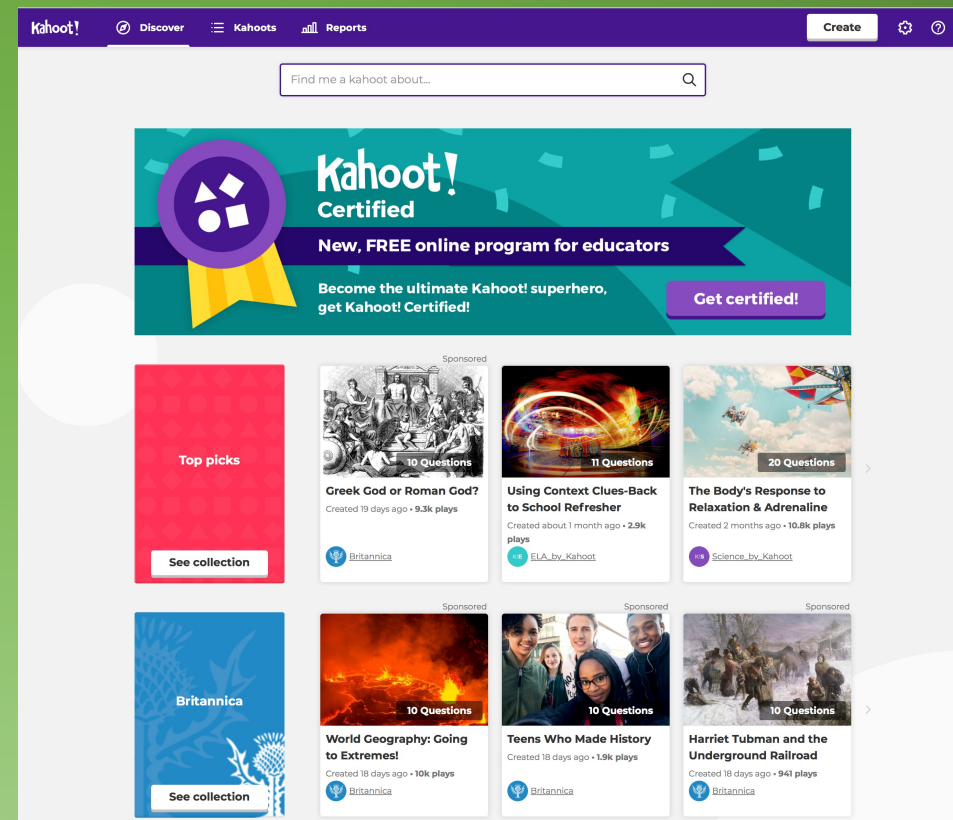 Kahoot!
Discover
Kahoots
Reports
Create
Find me a kahoot about...
Kahoot!
Certified
New, FREE online program for educators
Become the ultimate Kahoot! superhero,
get Kahoot! Certified!
Get certified!
Top picks
See collection
Sponsored
10 Questions
Greek God or Roman God?
Created 19 days ago • 9.3k plays
Britannica
11 Questions
Using Context Clues-Back
to School Refresher
Created about 1 month ago • 2.9k
plays
K!E
ELA_by_Kahoot
20 Questions
The Body's Response to
Relaxation & Adrenaline
Created 2 months ago • 10.8k plays
K!S
Science_by_Kahoot
Britannica
See collection
Sponsored
10 Questions
World Geography: Going
to Extremes!
Created 18 days ago • 10k plays
Britannica
Sponsored
10 Questions
Teens Who Made History
Created 18 days ago • 1.9k plays
Britannica
Sponsored
10 Questions
Harriet Tubman and the
Underground Railroad
Created 18 days ago • 941 plays
Britannica